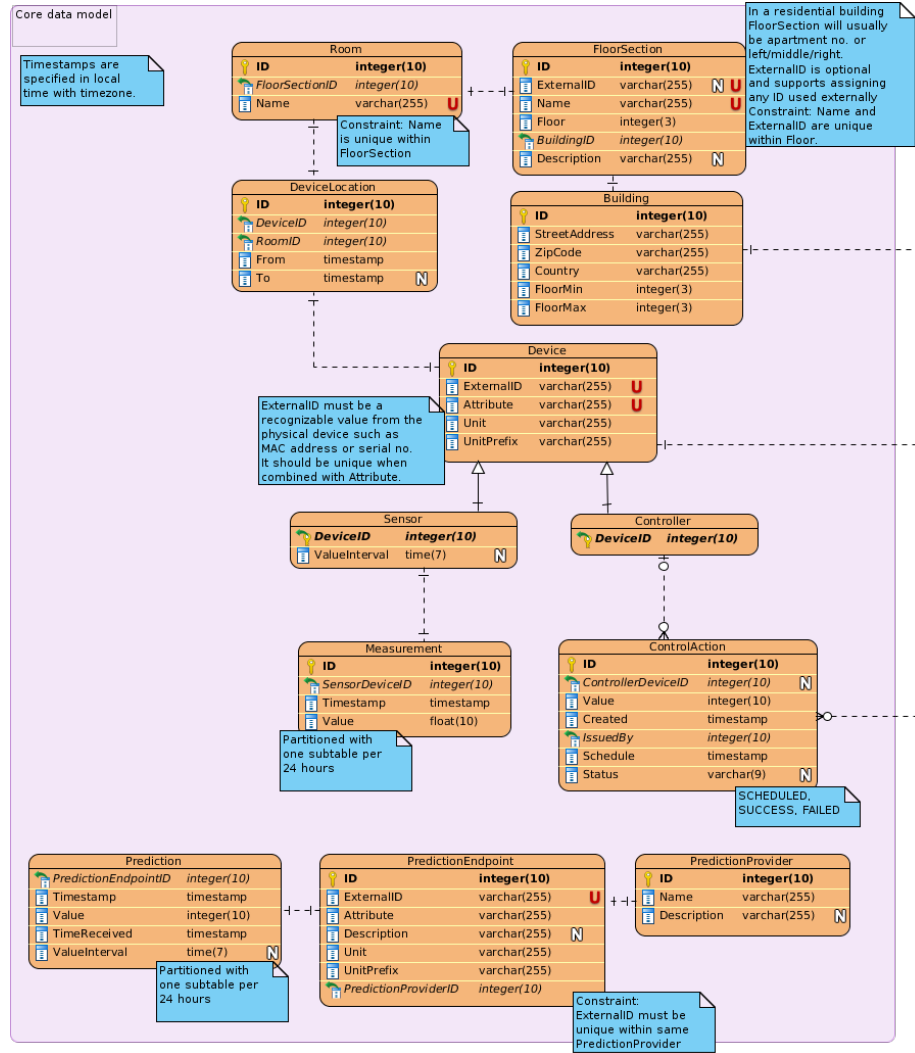 Core data model
Timestamps are
specified in local
time with timezone.
Room
ID integer(10)
FloorSectionID integer(10)
Name varchar(255) U
Constraint: Name
is unique within
FloorSection
FloorSection
ID integer(10)
ExternalID varchar(255) N U
Name varchar(255) U
Floor integer(3)
BuildingID integer(10)
Description varchar(255) N
In a residential building
FloorSection will usually
be apartment no. or
left/middle/right.
ExternalID is optional
and supports assigning
any ID used externally
Constraint: Name and
ExternalID are unique
within Floor.
DeviceLocation
ID integer(10)
DeviceID integer(10)
RoomID integer(10)
From timestamp
To timestamp N
Building
ID integer(10)
StreetAddress varchar(255)
ZipCode varchar(255)
Country varchar(255)
FloorMin integer(3)
FloorMax integer(3)
Device
ID integer(10)
ExternalID varchar(255) U
Attribute varchar(255) U
Unit varchar(255)
UnitPrefix varchar(255)
ExternalID must be a
recognizable value from the
physical device such as
MAC address or serial no.
It should be unique when
combined with Attribute.
Sensor
DeviceID integer(10)
ValueInterval time(7) N
Controller
DeviceID integer(10)
Measurement
ID integer(10)
SensorDeviceID integer(10)
Timestamp timestamp
Value float(10)
Partitioned with
one subtable per
24 hours
ControlAction
ID integer(10)
ControllerDeviceID integer(10) N
Value integer(10)
Created timestamp
IssuedBy integer(10)
Schedule timestamp
Status varchar(9) N
SCHEDULED,
SUCCESS, FAILED
Prediction
PredictionEndpointID integer(10)
Timestamp timestamp
Value integer(10)
TimeReceived timestamp
ValueInterval time(7) N
Partitioned with
one subtable per
24 hours
PredictionEndpoint
ID integer(10)
ExternalID varchar(255) U
Attribute varchar(255)
Description varchar(255) N
Unit varchar(255)
UnitPrefix varchar(255)
PredictionProviderID integer(10)
Constraint:
ExternalID must be
unique within same
PredictionProvider
PredictionProvider
ID integer(10)
Name varchar(255)
Description varchar(255) N